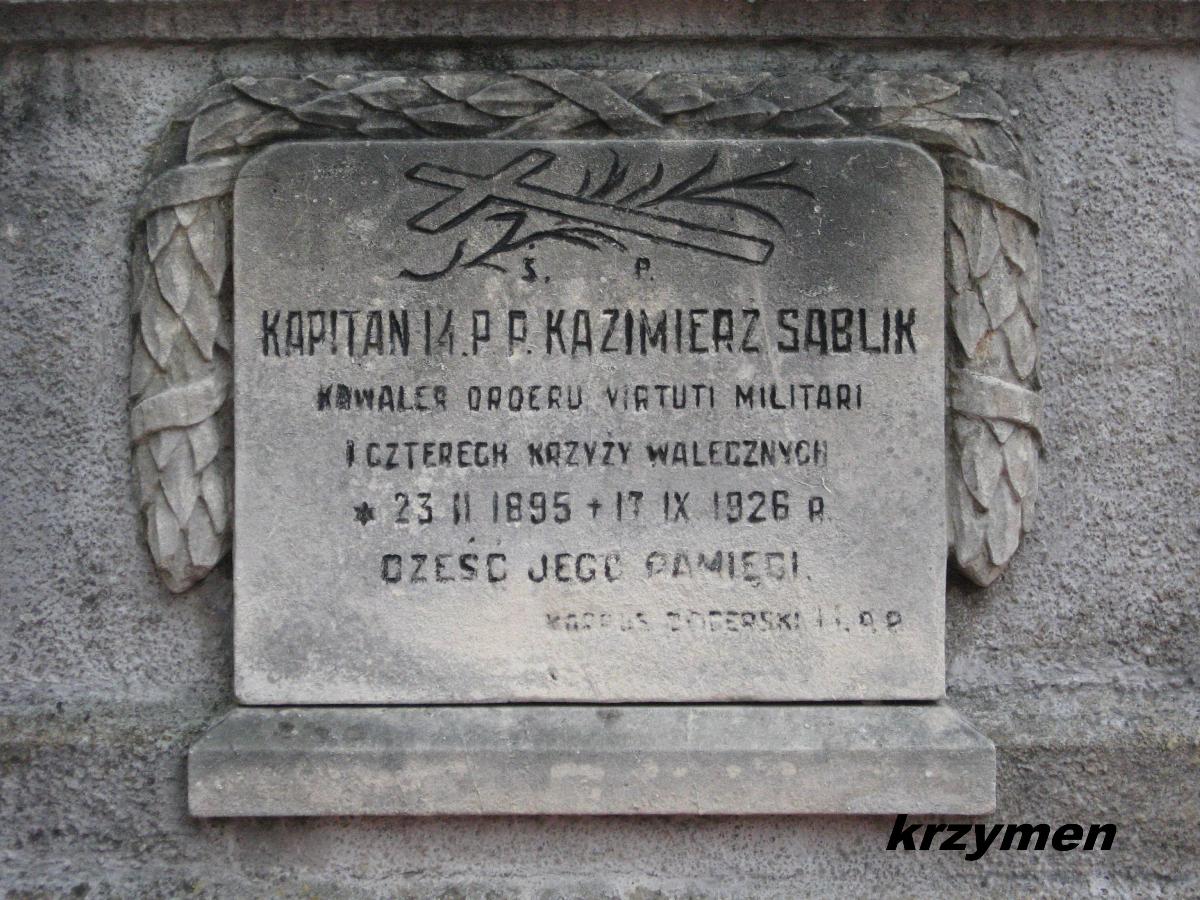 Ś. P.
KAPITAN 14. P. P. KAZIMIERZ SABLIK
KAWALER ORDERU VIRTUTI MILITARI
I CZTERECH KRZYŻY WALECZNYCH
* 23 II 1895 + 17 IX 1926 R.
CZEŚĆ JEGO PAMIĘCI.
KORPUS OFICERSKI 14. P. P.
krzymen